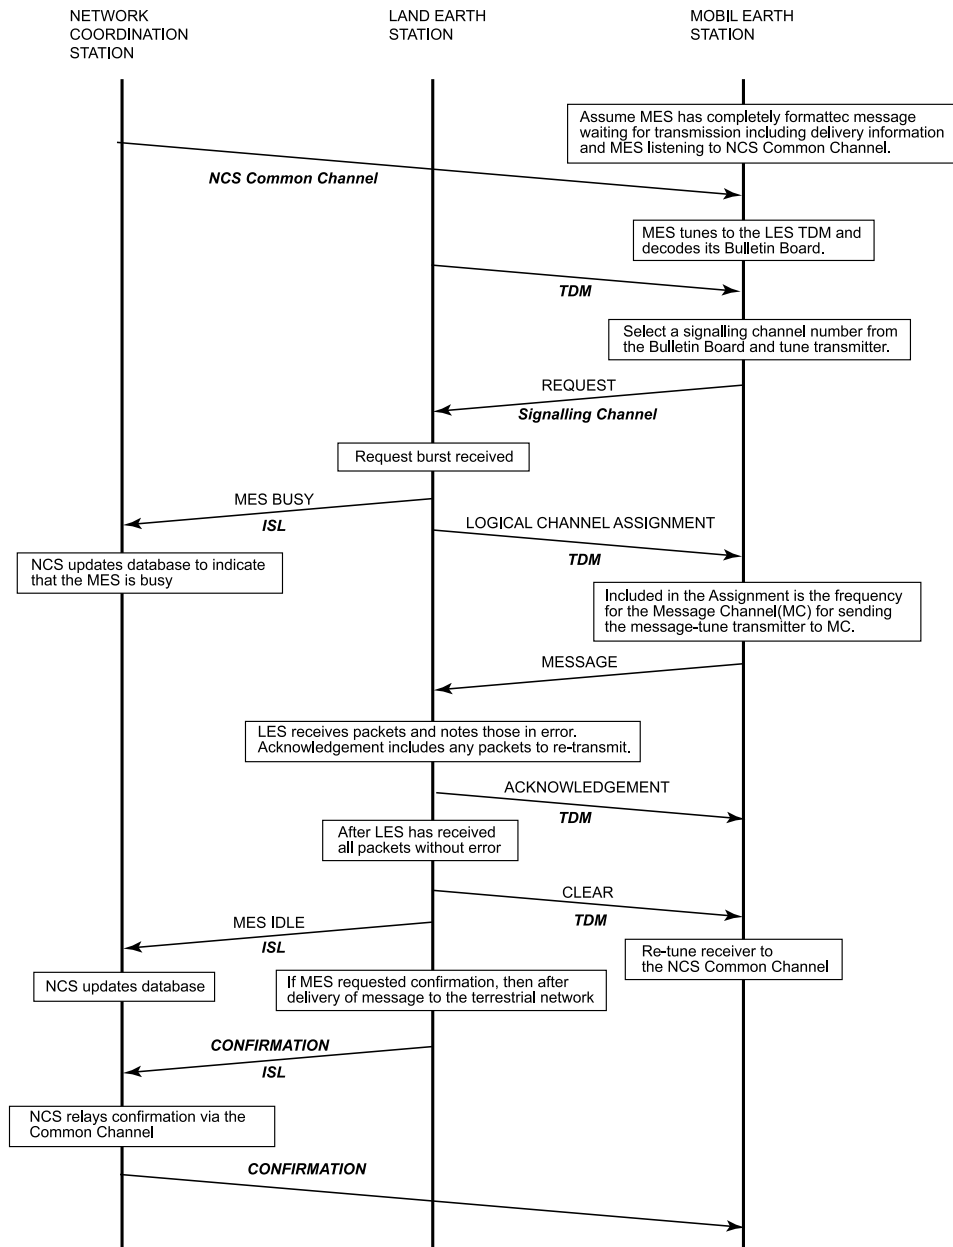 NETWORK
COORDINATION
STATION
LAND EARTH
STATION
MOBIL EARTH
STATION
Assume MES has completely formattec message
waiting for transmission including delivery information
and MES listening to NCS Common Channel.
NCS Common Channel
MES tunes to the LES TDM and
decodes its Bulletin Board.
TDM
Select a signalling channel number from
the Bulletin Board and tune transmitter.
REQUEST
Signalling Channel
Request burst received
MES BUSY
ISL
LOGICAL CHANNEL ASSIGNMENT
TDM
NCS updates database to indicate
that the MES is busy
Included in the Assignment is the frequency
for the Message Channel(MC) for sending
the message-tune transmitter to MC.
MESSAGE
LES receives packets and notes those in error.
Acknowledgement includes any packets to re-transmit.
ACKNOWLEDGEMENT
TDM
After LES has received
all packets without error
CLEAR
TDM
MES IDLE
ISL
Re-tune receiver to
the NCS Common Channel
NCS updates database
If MES requested confirmation, then after
delivery of message to the terrestrial network
CONFIRMATION
ISL
NCS relays confirmation via the
Common Channel
CONFIRMATION